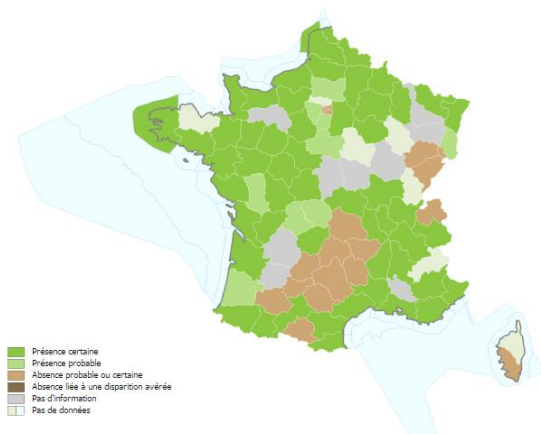 Présence certaine
Présence probable
Absence probable ou certaine
Absence liée à une disparition avérée
Pas d'information
Pas de données